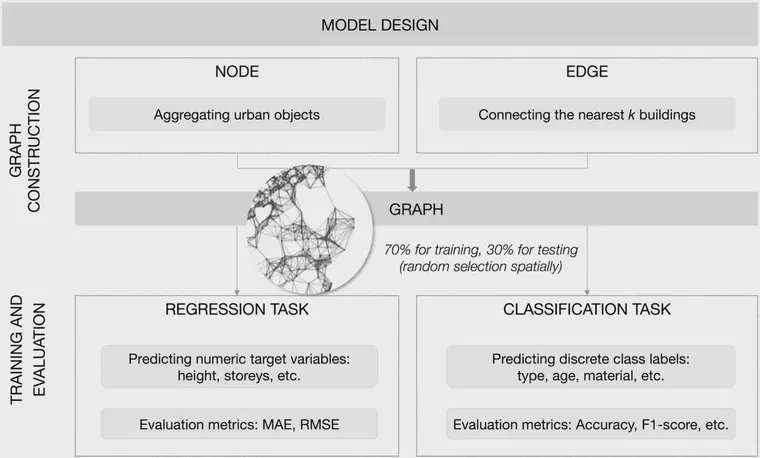 MODEL DESIGN
GRAPH
CONSTRUCTION
NODE
Aggregating urban objects
EDGE
Connecting the nearest k buildings
GRAPH
70% for training, 30% for testing
(random selection spatially)
TRAINING AND
EVALUATION
REGRESSION TASK
Predicting numeric target variables:
height, storeys, etc.
Evaluation metrics: MAE, RMSE
CLASSIFICATION TASK
Predicting discrete class labels:
type, age, material, etc.
Evaluation metrics: Accuracy, F1-score, etc.